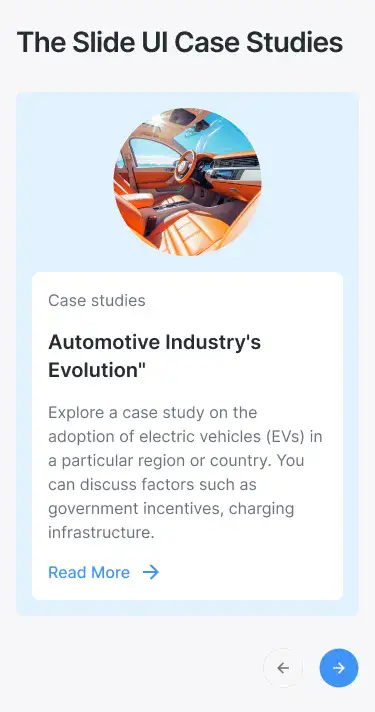 The Slide UI Case Studies
Case studies
Automotive Industry's
Evolution"
Explore a case study on the
adoption of electric vehicles (EVs) in
a particular region or country. You
can discuss factors such as
government incentives, charging
infrastructure.
Read More